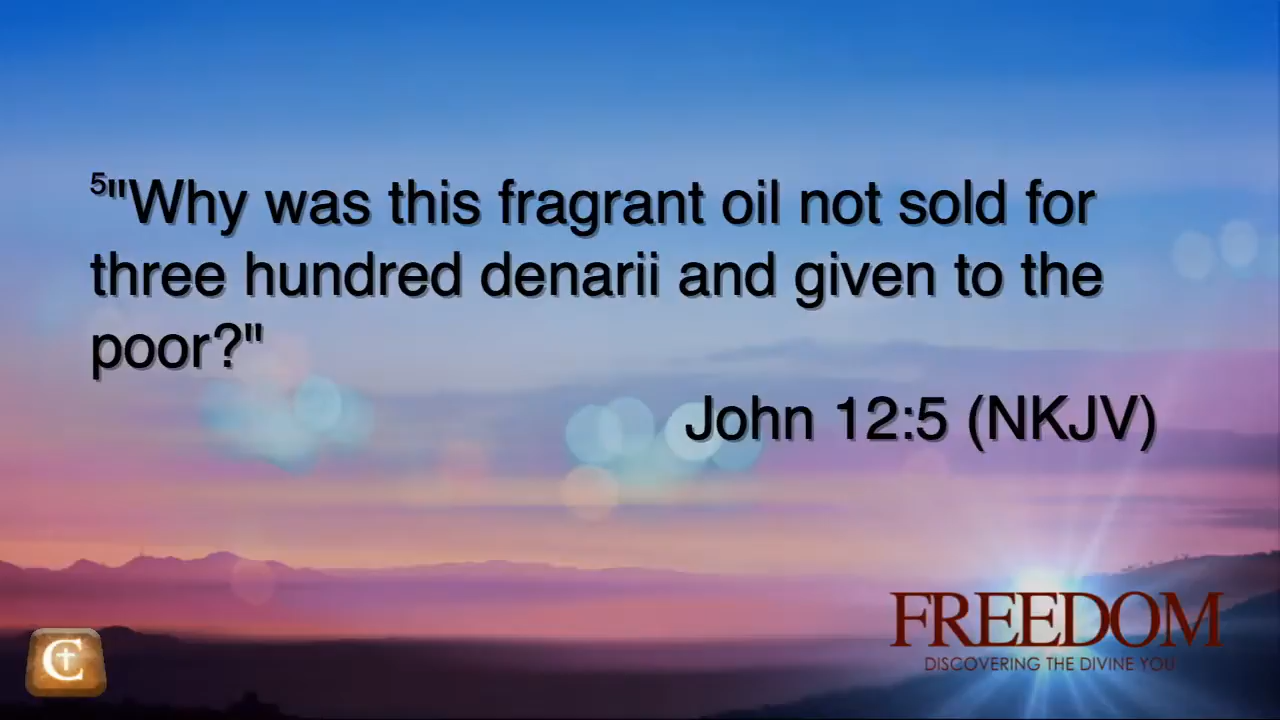 5"Why was this fragrant oil not sold for
three hundred denarii and given to the
poor?"
John 12:5 (NKJV)
FREEDOM
DISCOVERING THE DIVINE YOU
C